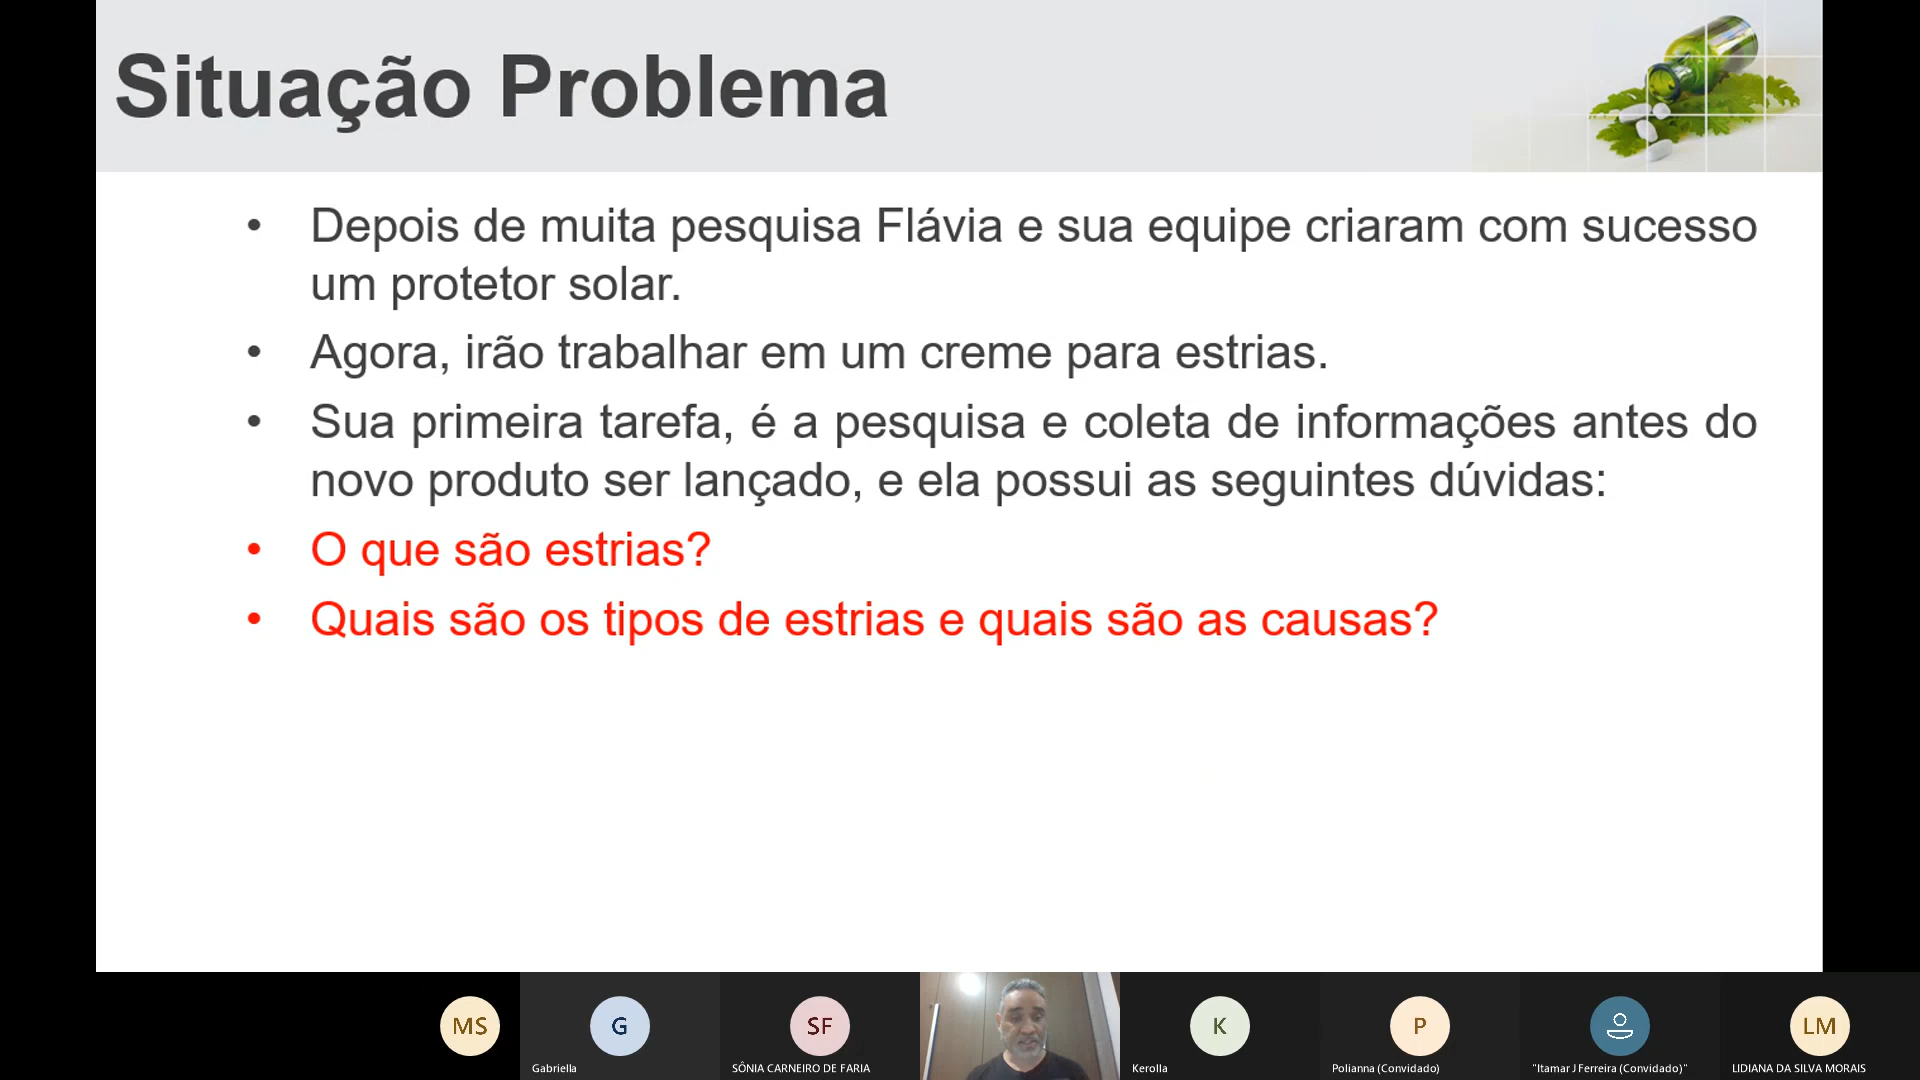 Situação Problema
• Depois de muita pesquisa Flávia e sua equipe criaram com sucesso
um protetor solar.
• Agora, irão trabalhar em um creme para estrias.
• Sua primeira tarefa, é a pesquisa e coleta de informações antes do
novo produto ser lançado, e ela possui as seguintes dúvidas:
• O que são estrias?
• Quais são os tipos de estrias e quais são as causas?
MS
G
SF
K
P
LM
Gabriella
SÔNIA CARNEIRO DE FARIA
Kerolla
Polianna (Convidado)
"Itamar J Ferreira (Convidado)"
LIDIANA DA SILVA MORAIS